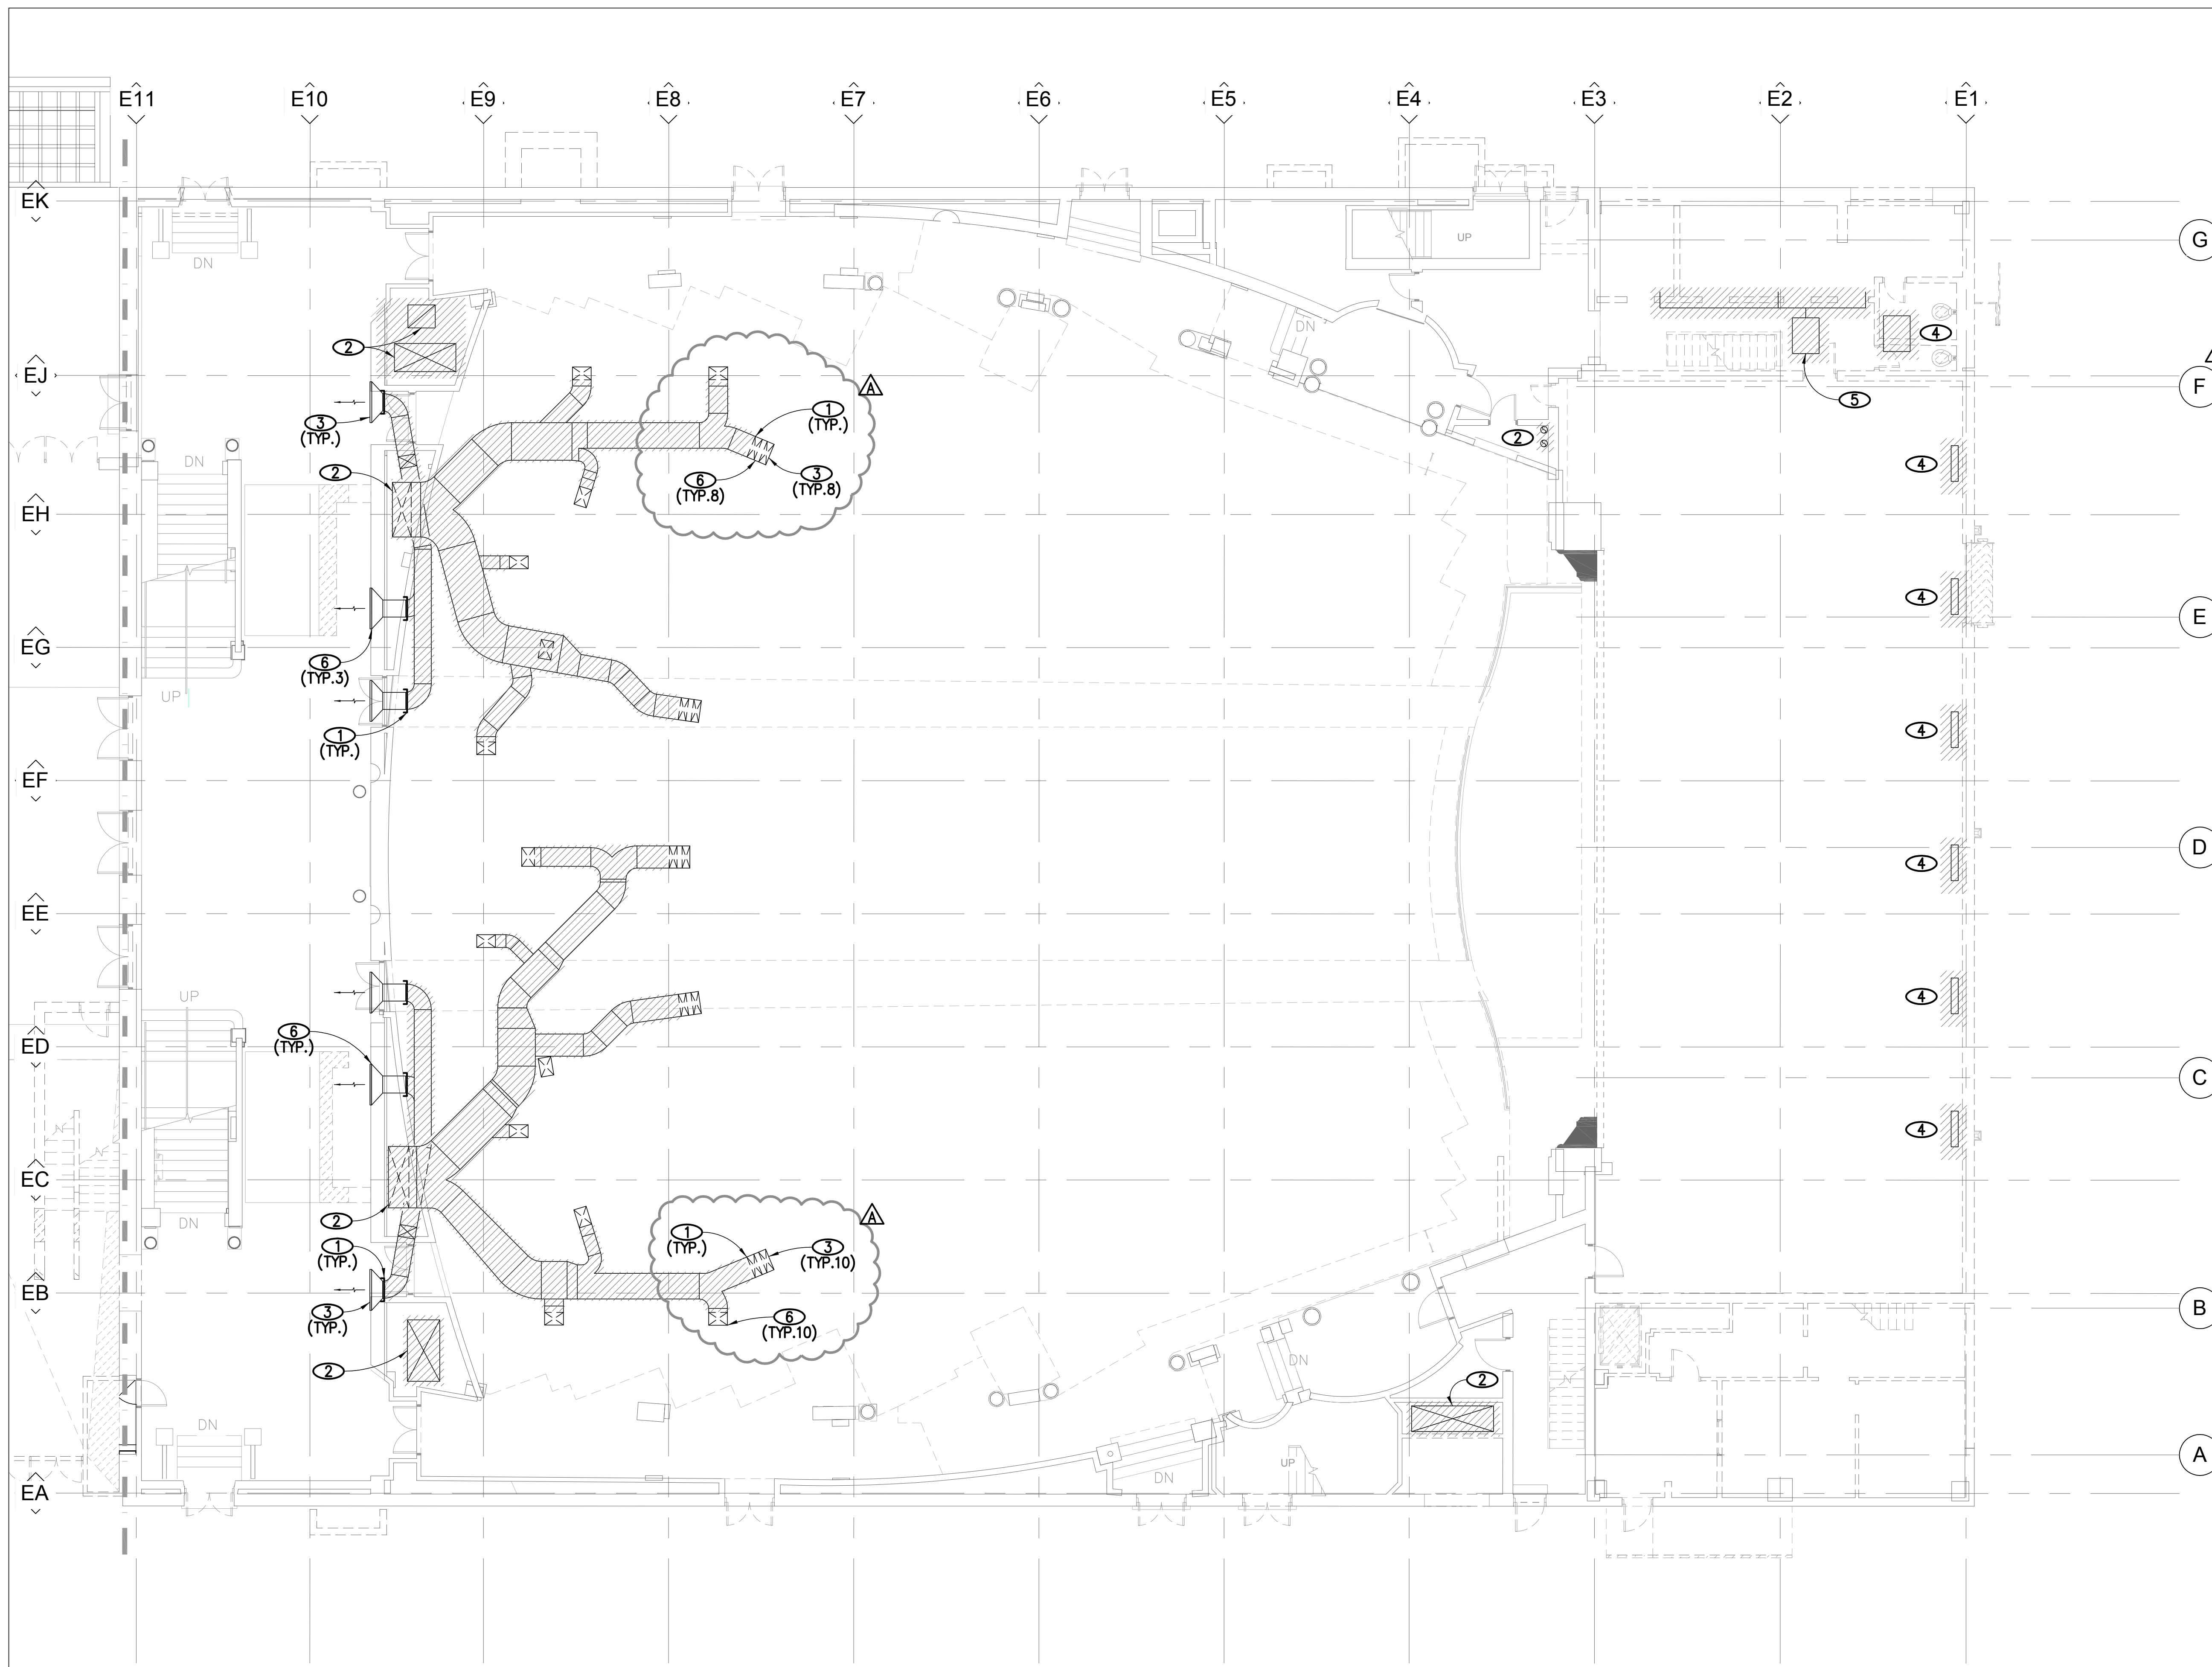 E11 E10 E9 E8 E7 E6 E5 E4 E3 E2 E1
EK
G
UP
DN
DN
4
2
EJ
F
A
5
1
(TYP.)
3
(TYP.)
2
DN
4
2
6
(TYP.8)
3
(TYP.8)
EH
4
E
EG
6
(TYP.3)
UP
1
(TYP.)
4
EF
D
4
EE
UP
4
6
(TYP.)
ED
C
4
EC
2
A
DN
1
(TYP.)
1
(TYP.)
3
(TYP.10)
EB
3
(TYP.)
B
6
(TYP.10)
2
DN
2
DN
A
UP
DN
EA